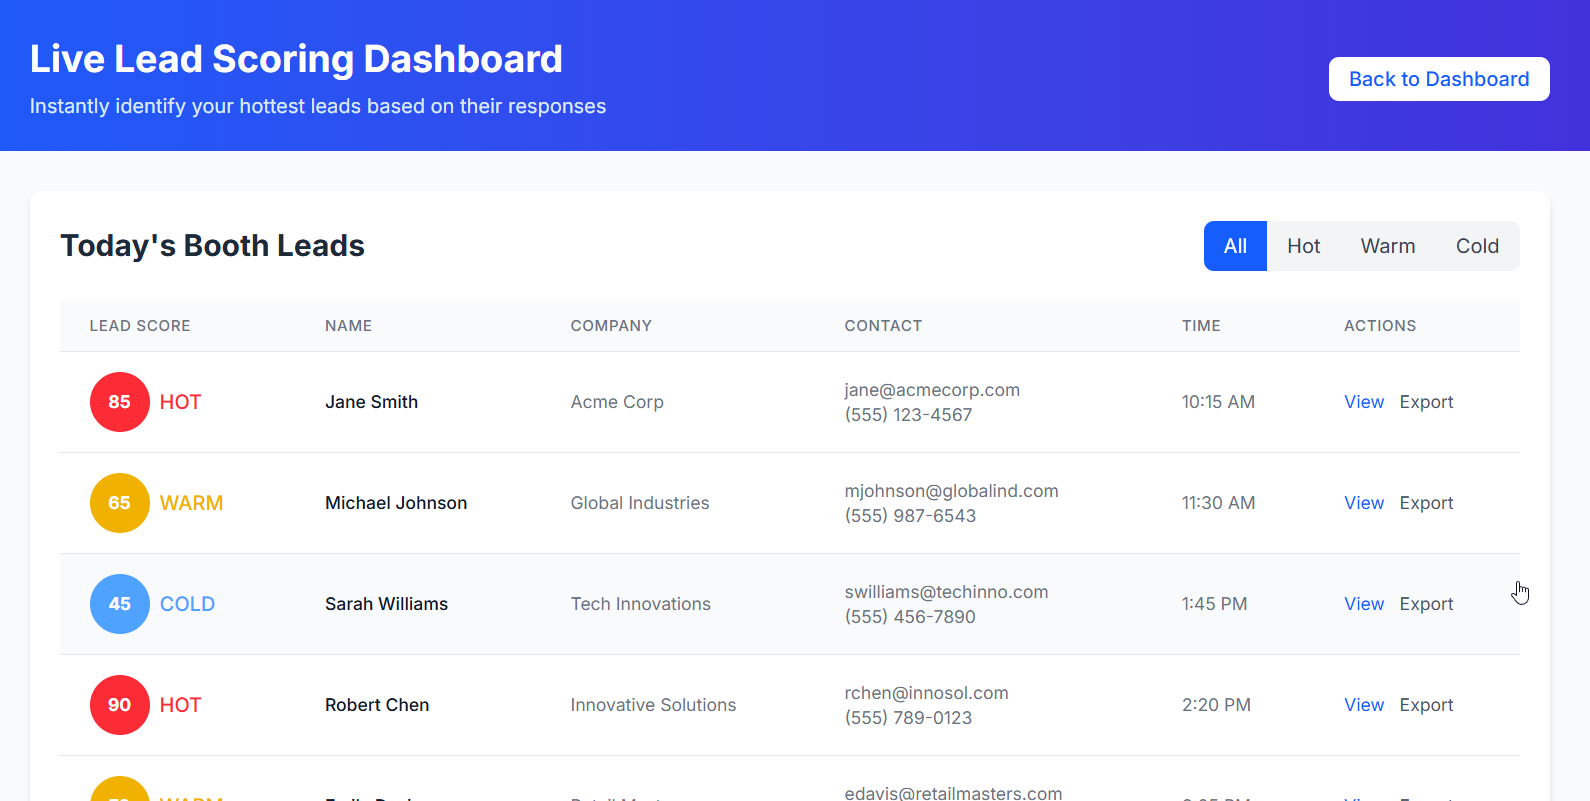 Live Lead Scoring Dashboard
Instantly identify your hottest leads based on their responses
Back to Dashboard
Today's Booth Leads
All Hot Warm Cold
LEAD SCORE NAME COMPANY CONTACT TIME ACTIONS
85 HOT Jane Smith Acme Corp jane@acmecorp.com 10:15 AM View Export
(555) 123-4567
65 WARM Michael Johnson Global Industries mjohnson@globalind.com 11:30 AM View Export
(555) 987-6543
45 COLD Sarah Williams Tech Innovations swilliams@techinno.com 1:45 PM View Export
(555) 456-7890
90 HOT Robert Chen Innovative Solutions rchen@innosol.com 2:20 PM View Export
(555) 789-0123
edavis@retailmasters.com